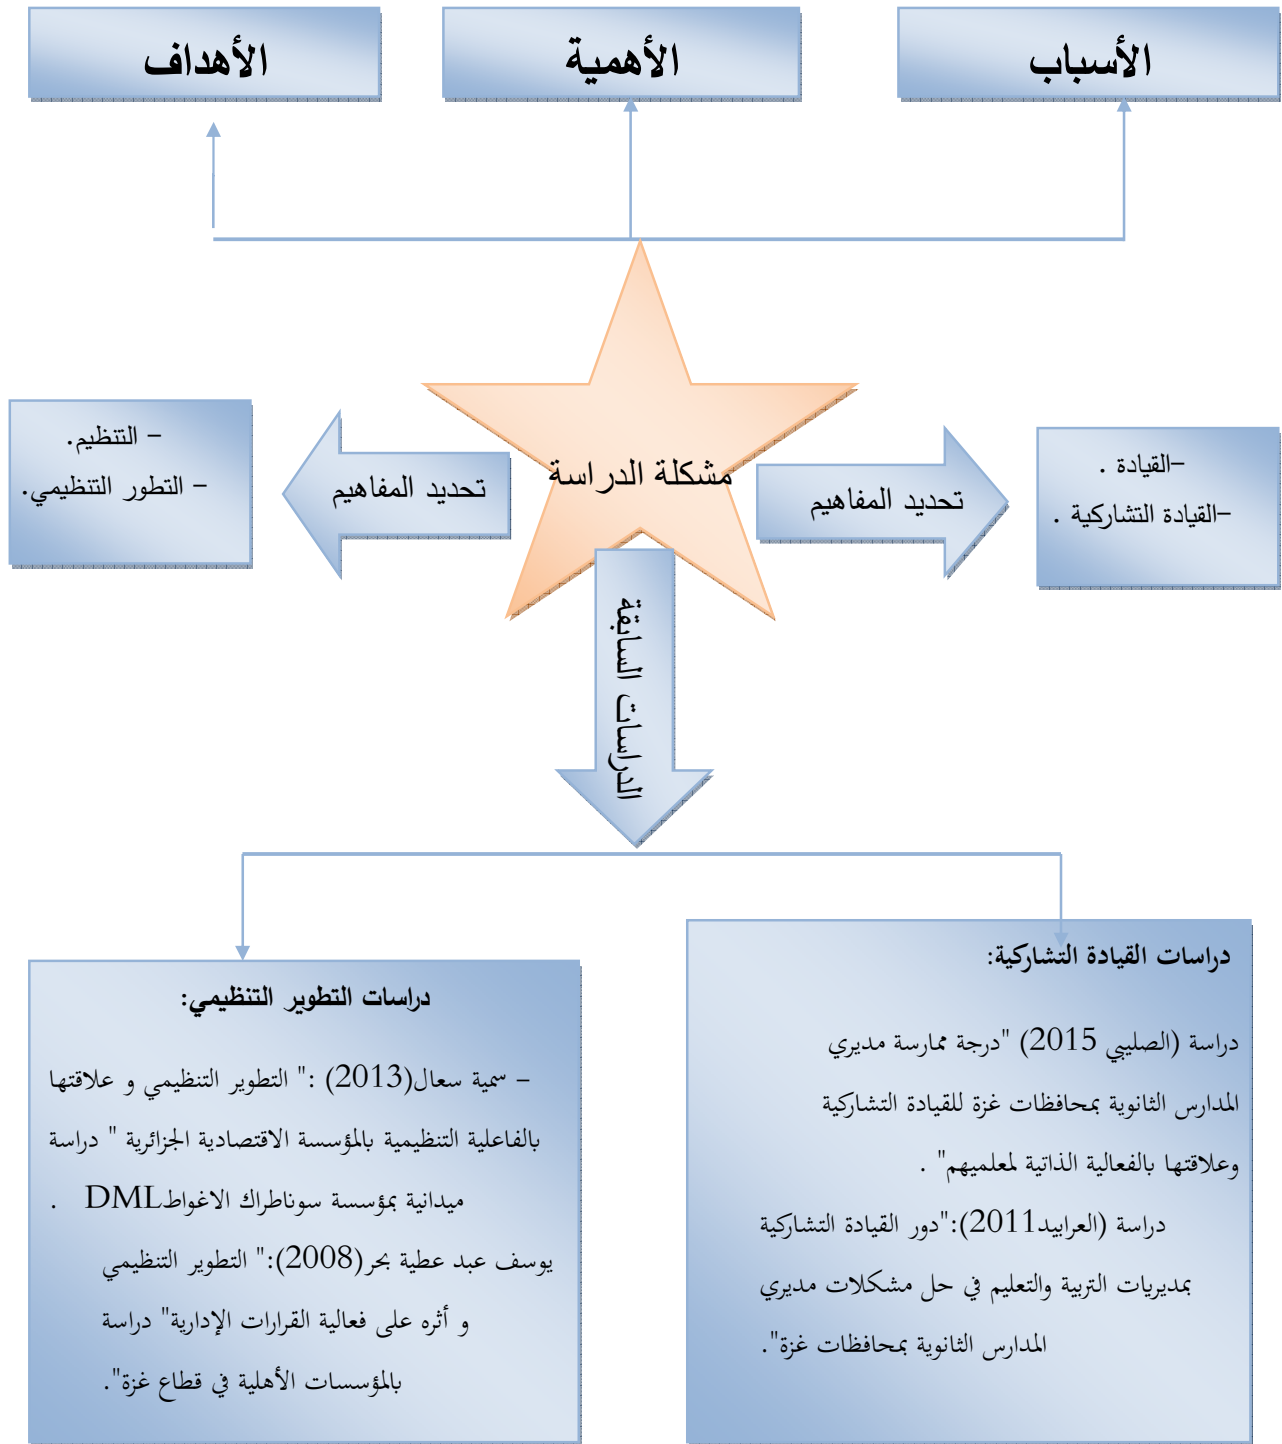 الأسباب
الأهمية
الأهداف
مشكلة الدراسة
تحديد المفاهيم
-القيادة .
-القيادة التشاركية .
تحديد المفاهيم
- التنظيم.
- التطور التنظيمي.
الدراسات السابقة
دراسات القيادة التشاركية:
دراسة (الصليبي 2015) "درجة ممارسة مديري
المدارس الثانوية بمحافظات غزة للقيادة التشاركية
وعلاقتها بالفعالية الذاتية لمعلميهم" .
دراسة (العرابيد2011):"دور القيادة التشاركية
بمديريات التربية والتعليم في حل مشكلات مديري
المدارس الثانوية بمحافظات غزة".
دراسات التطوير التنظيمي:
- سمية سعال(2013) :" التطوير التنظيمي و علاقتها
بالفاعلية التنظيمية بالمؤسسة الاقتصادية الجزائرية " دراسة
ميدانية بمؤسسة سوناطراك الاغواطDML .
يوسف عبد عطية بحر(2008):" التطوير التنظيمي
و أثره على فعالية القرارات الإدارية" دراسة
بالمؤسسات الأهلية في قطاع غزة".